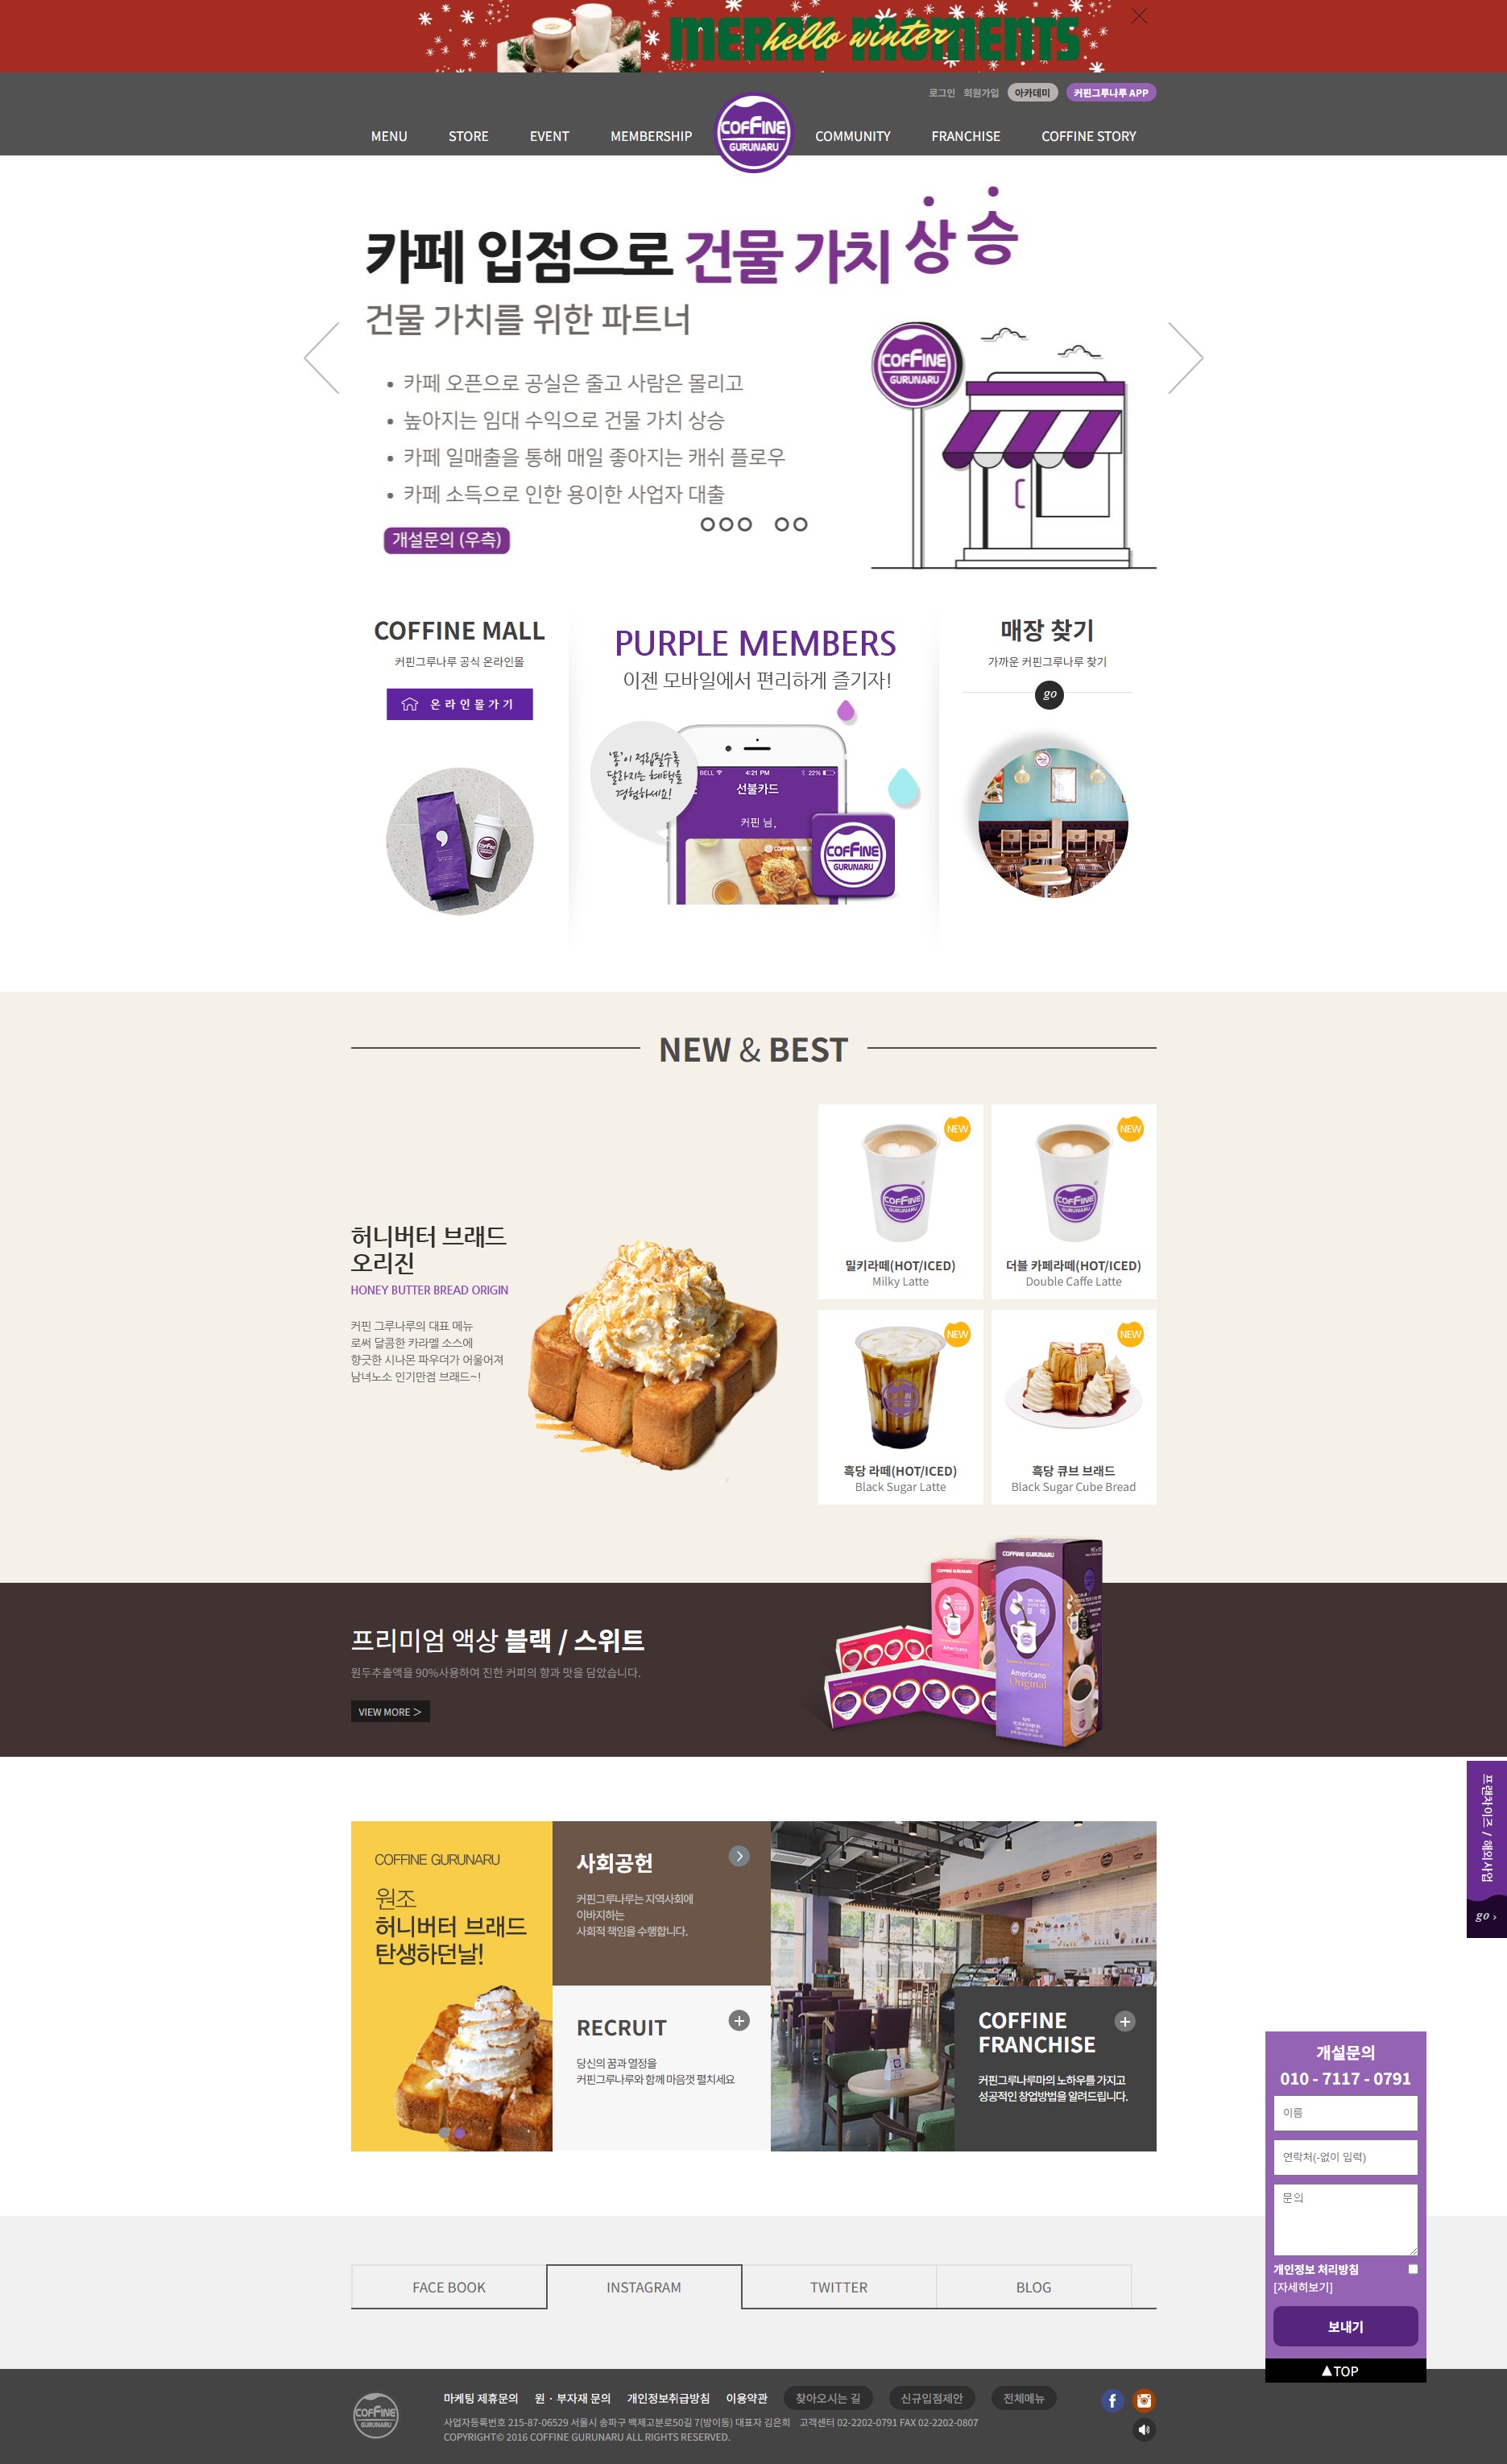 MERRY MOMENTS
hello winter
로그인 회원가입 아카데미 커핀그루나루 APP
MENU STORE EVENT MEMBERSHIP COFFINE GURUNARU COMMUNITY FRANCHISE COFFINE STORY
카페 입점으로 건물 가치 상승
건물 가치를 위한 파트너
• 카페 오픈으로 공실은 줄고 사람은 몰리고
• 높아지는 임대 수익으로 건물 가치 상승
• 카페 일매출을 통해 매일 좋아지는 캐쉬 플로우
• 카페 소득으로 인한 용이한 사업자 대출
개설문의 (우측)
COFFINE
GURUNARU
COFFINE MALL
커핀그루나루 공식 온라인몰
온라인몰가기
PURPLE MEMBERS
이젠 모바일에서 편리하게 즐기자!
'퐁'이 적립될수록
달라지는 혜택을
경험하세요!
BELL 4:21 PM 22%
선불카드
커핀 님,
COFFINE
GURUNARU
매장 찾기
가까운 커핀그루나루 찾기
go
NEW & BEST
허니버터 브래드
오리진
HONEY BUTTER BREAD ORIGIN
커핀 그루나루의 대표 메뉴
로써 달콤한 카라멜 소스에
향긋한 시나몬 파우더가 어울어져
남녀노소 인기만점 브래드~!
NEW
밀키라떼(HOT/ICED)
Milky Latte
NEW
더블 카페라떼(HOT/ICED)
Double Caffe Latte
NEW
흑당 라떼(HOT/ICED)
Black Sugar Latte
NEW
흑당 큐브 브래드
Black Sugar Cube Bread
프리미엄 액상 블랙 / 스위트
원두추출액을 90%사용하여 진한 커피의 향과 맛을 담았습니다.
VIEW MORE >
COFFINE GURUNARU
Americano
Original
프랜차이즈 / 해외사업
go >
COFFINE GURUNARU
원조
허니버터 브래드
탄생하던날!
사회공헌
커핀그루나루는 지역사회에
이바지하는
사회적 책임을 수행합니다.
RECRUIT
당신의 꿈과 열정을
커핀그루나루와 함께 마음껏 펼치세요
COFFINE
FRANCHISE
커핀그루나루마의 노하우를 가지고
성공적인 창업방법을 알려드립니다.
개설문의
010 - 7117 - 0791
이름
연락처(-없이 입력)
문의
개인정보 처리방침
[자세히보기]
보내기
▲TOP
FACE BOOK INSTAGRAM TWITTER BLOG
COFFINE
GURUNARU
마케팅 제휴문의 원 · 부자재 문의 개인정보취급방침 이용약관 찾아오시는 길 신규입점제안 전체메뉴
사업자등록번호 215-87-06529 서울시 송파구 백제고분로50길 7(방이동) 대표자 김은희 고객센터 02-2202-0791 FAX 02-2202-0807
COPYRIGHT© 2016 COFFINE GURUNARU ALL RIGHTS RESERVED.